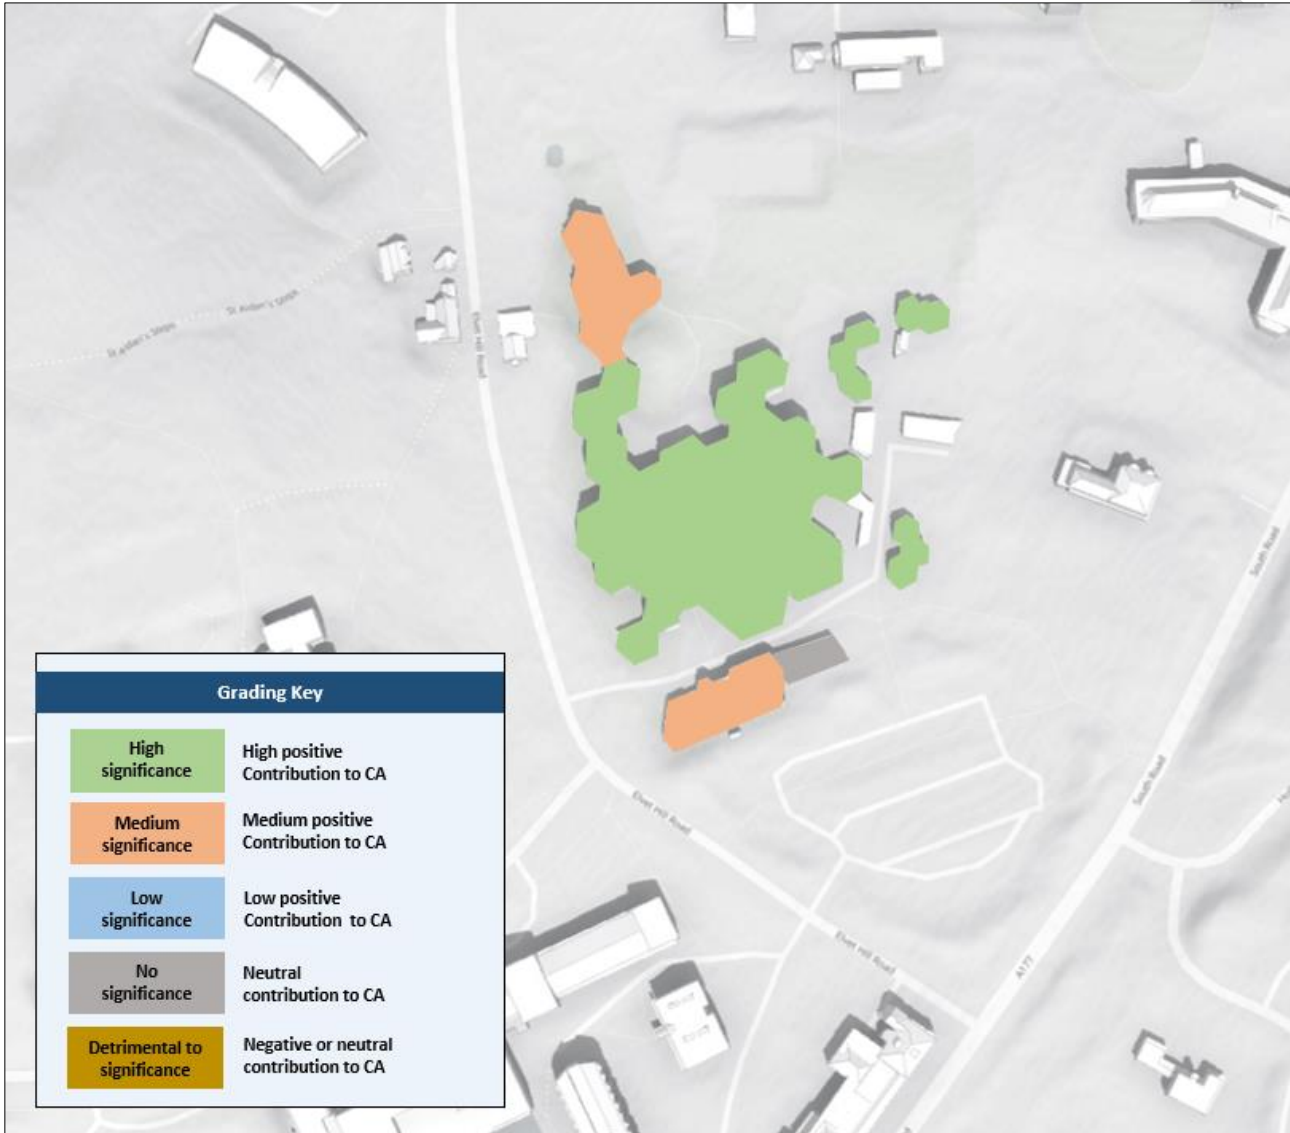 St Aidan's Steps
St Aidan's Steps
Elvet Hill Road
South Road
South Road
Elvet Hill Road
Elvet Hill Road
A177
Grading Key
High
significance
High positive
Contribution to CA
Medium
significance
Medium positive
Contribution to CA
Low
significance
Low positive
Contribution to CA
No
significance
Neutral
contribution to CA
Detrimental to
significance
Negative or neutral
contribution to CA